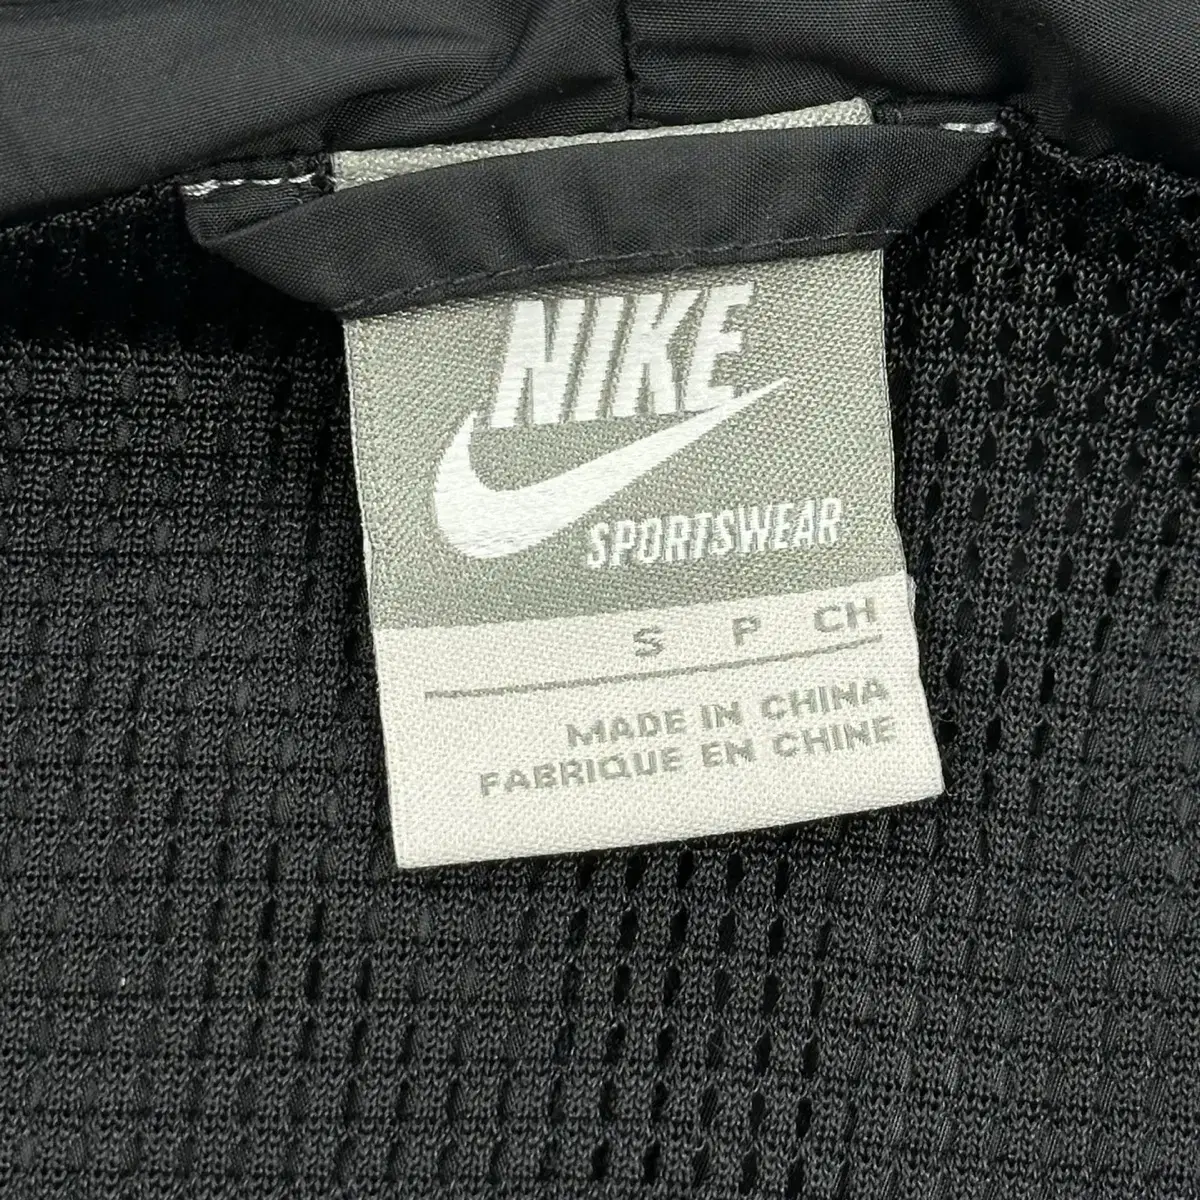 NIKE
SPORTSWEAR
S P CH
MADE IN CHINA
FABRIQUE EN CHINE